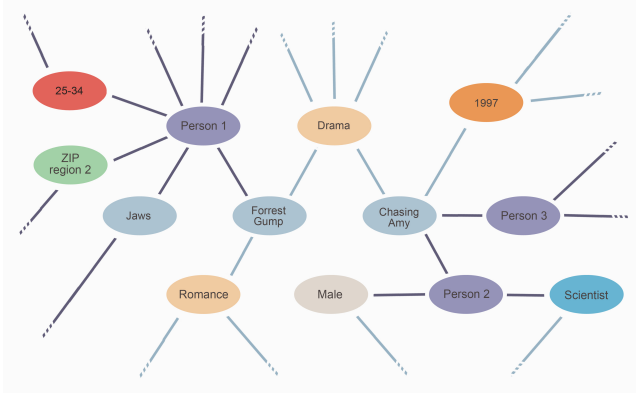 25-34
Person 1
Drama
1997
ZIP
region 2
Jaws
Forrest
Gump
Chasing
Amy
Person 3
Romance
Male
Person 2
Scientist